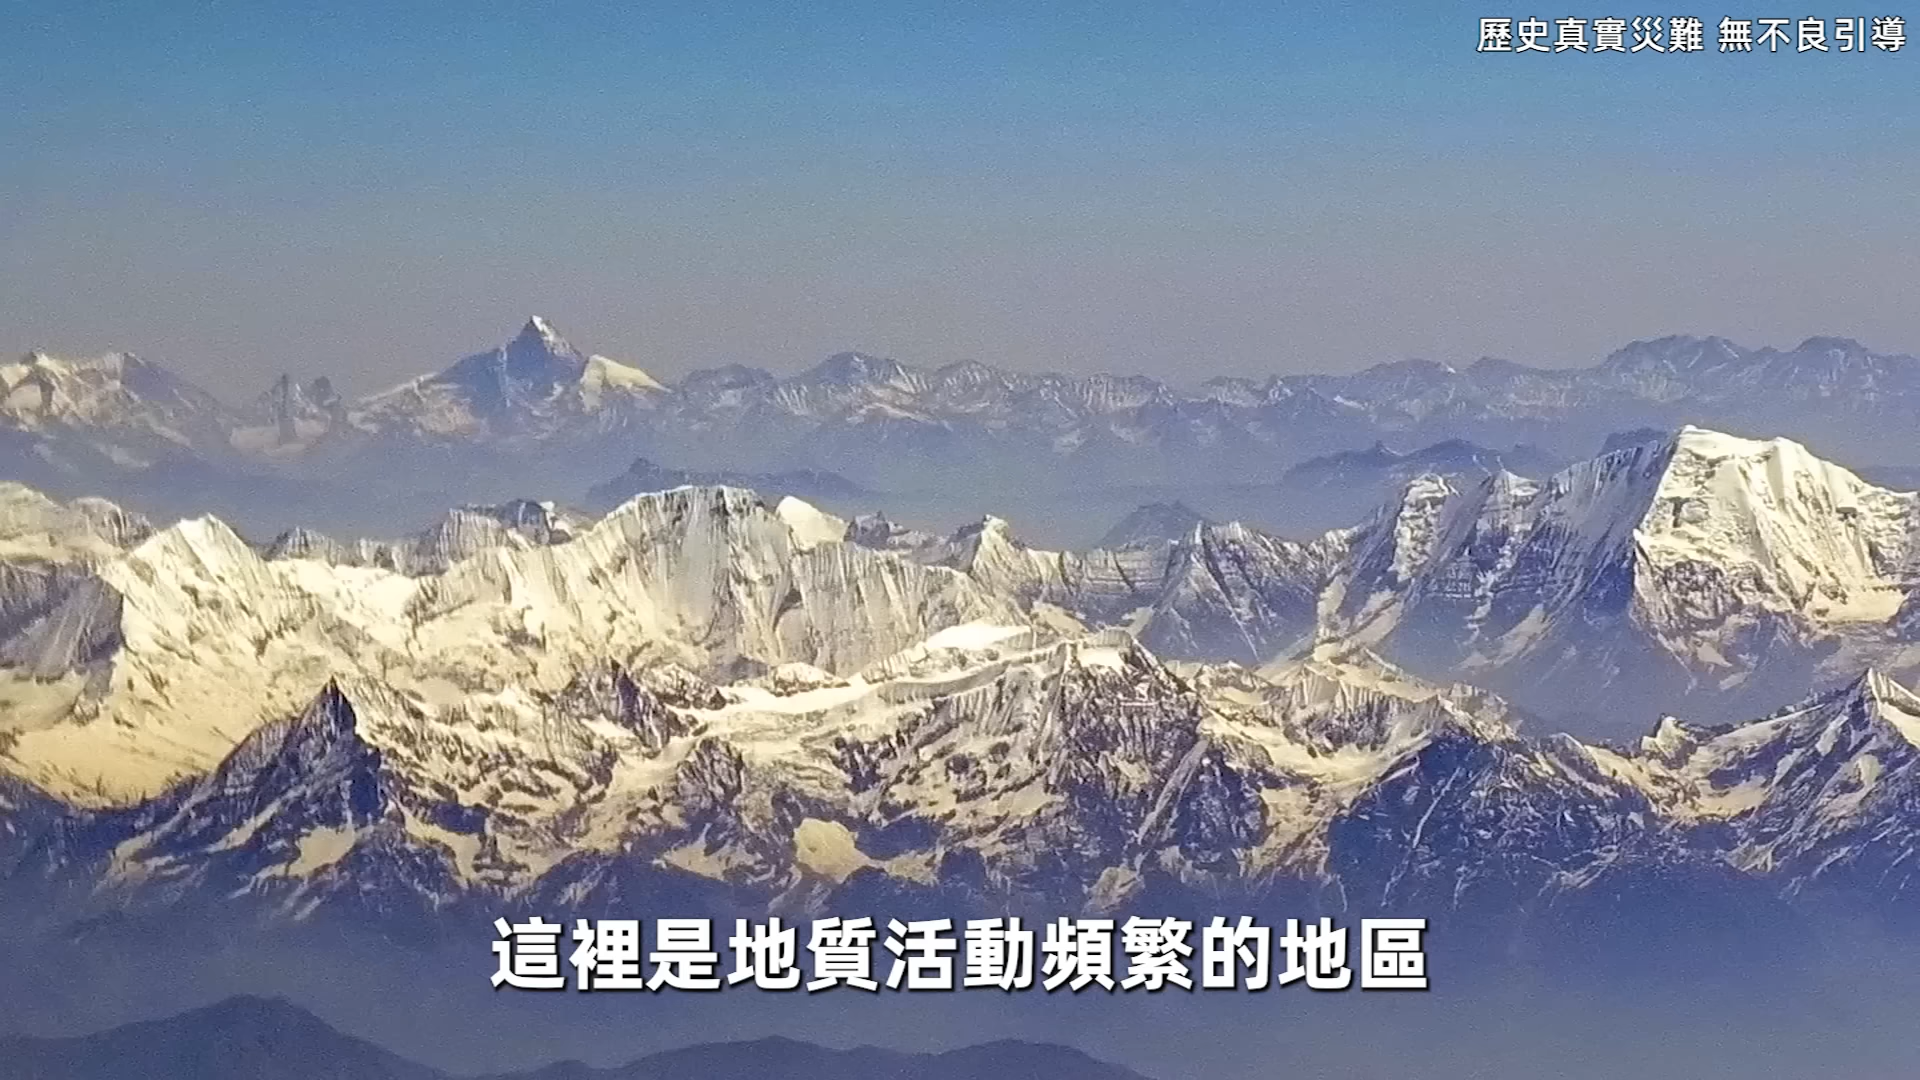 歷史真實災難 無不良引導
這裡是地質活動頻繁的地區